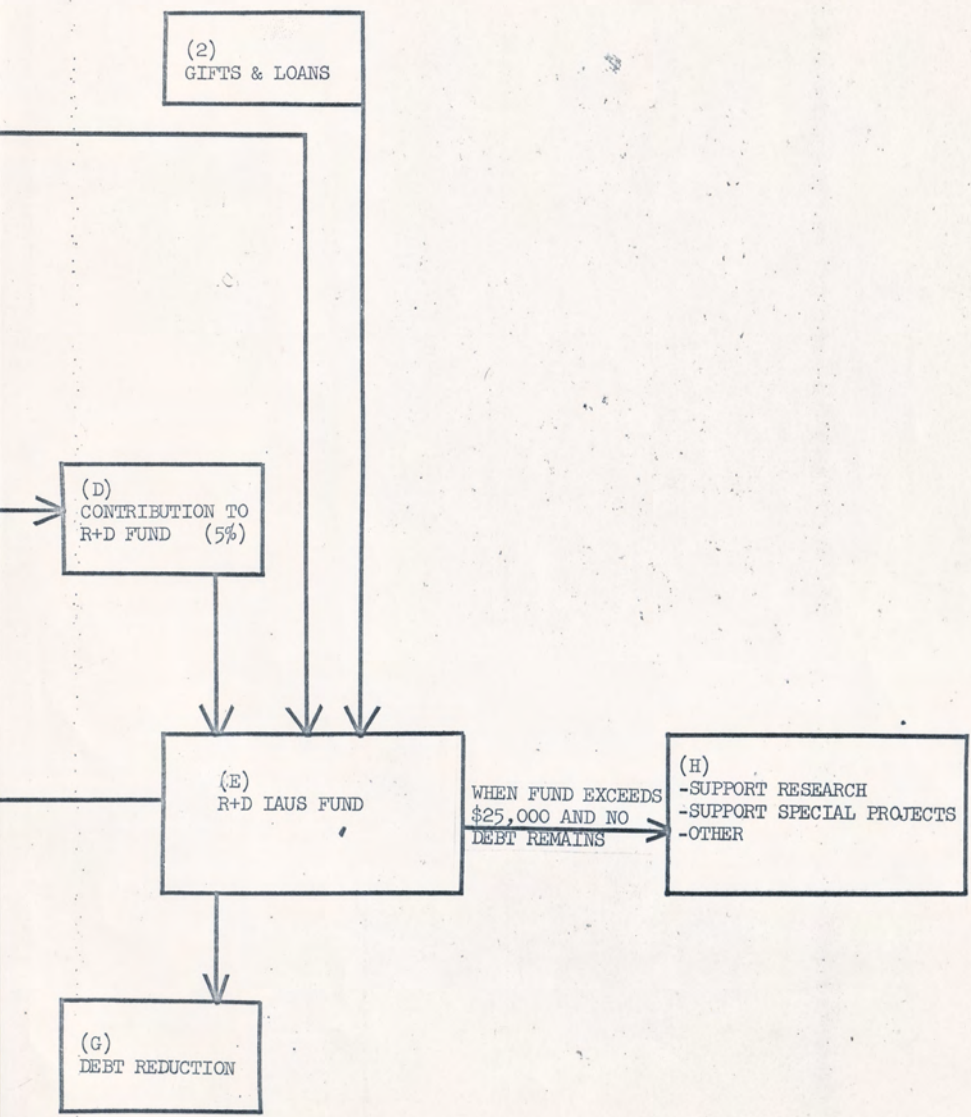 (2)
GIFTS & LOANS
(D)
CONTRIBUTION TO
R+D FUND (5%)
(E)
R+D IAUS FUND
WHEN FUND EXCEEDS
$25,000 AND NO
DEBT REMAINS
(H)
-SUPPORT RESEARCH
-SUPPORT SPECIAL PROJECTS
-OTHER
(G)
DEBT REDUCTION